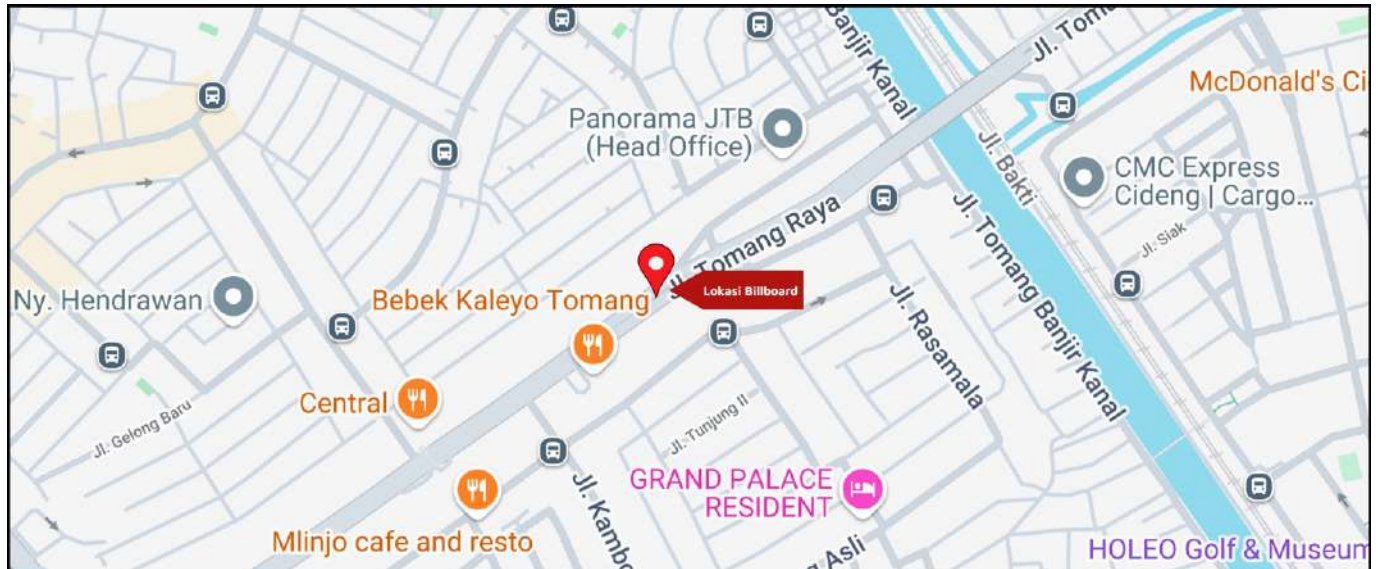 Banjir Kanal
Jl. Toma
McDonald's Ci
Panorama JTB
(Head Office)
Jl. Bakti
CMC Express
Cideng | Cargo...
Jl. Siak
Jl. Tomang Raya
Jl. Tomang Banjir Kanal
Lokasi Billboard
Ny. Hendrawan
Bebek Kaleyo Tomang
Jl. Rasamala
Central
Jl. Gelong Baru
Jl. Tunjung II
GRAND PALACE
RESIDENT
Jl. Kambo
Mlinjo cafe and resto
g Asli
HOLEO Golf & Museum